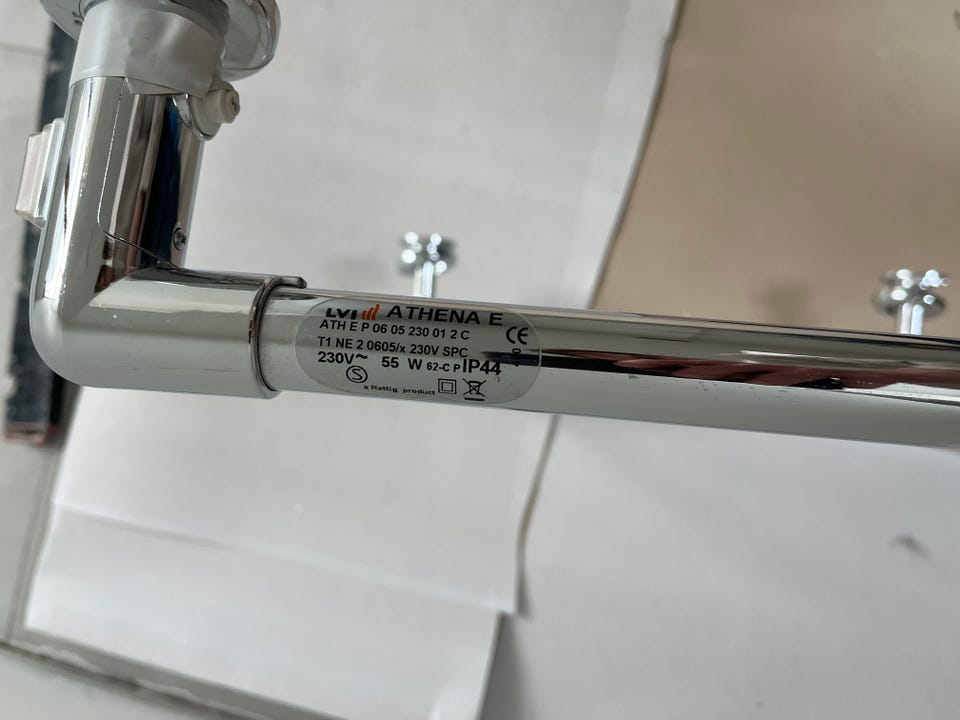 LVI ATHENA E
ATH E P 06 05 230 01 2 C
T1 NE 2 0605/x 230V SPC
230V~ 55 W 62-C P IP44
S
a Rettig product
CE